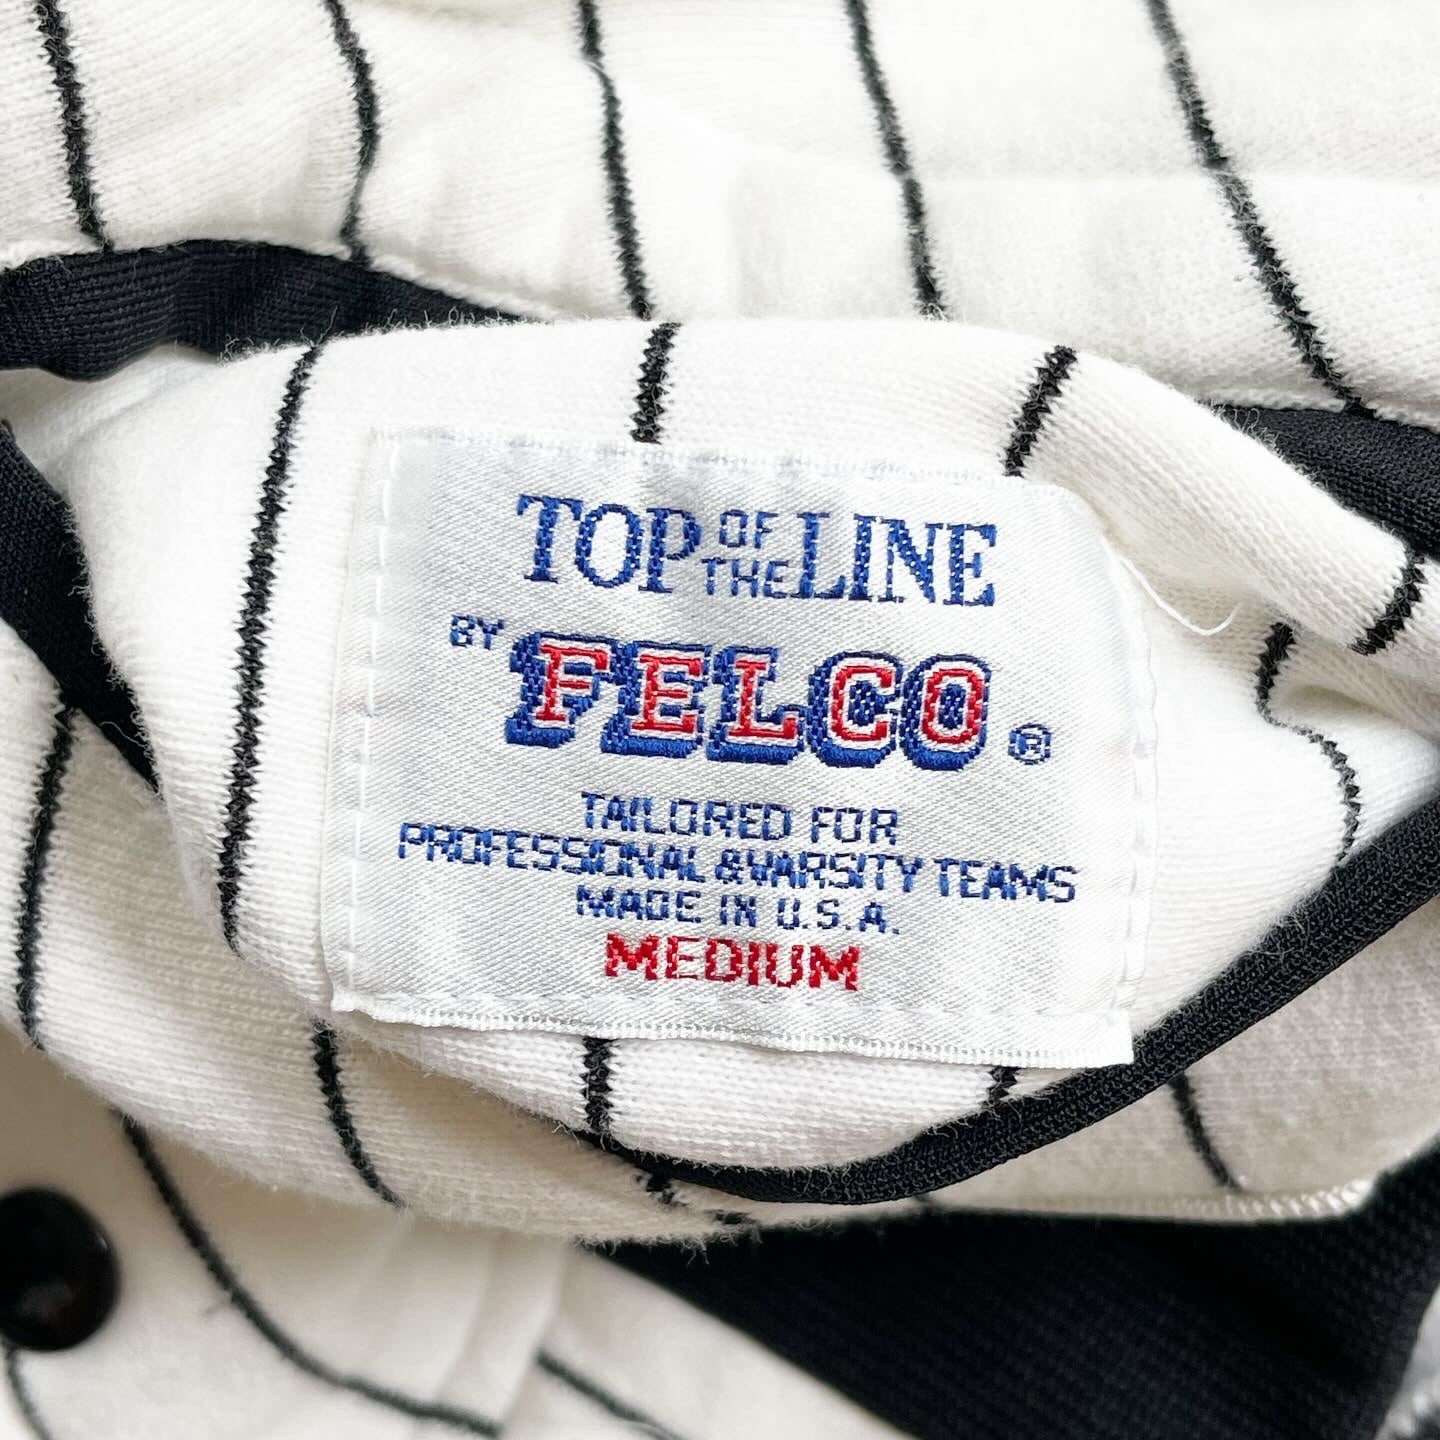 TOP OF THE LINE
BY FELCO ®
TAILORED FOR
PROFESSIONAL & VARSITY TEAMS
MADE IN U.S.A.
MEDIUM